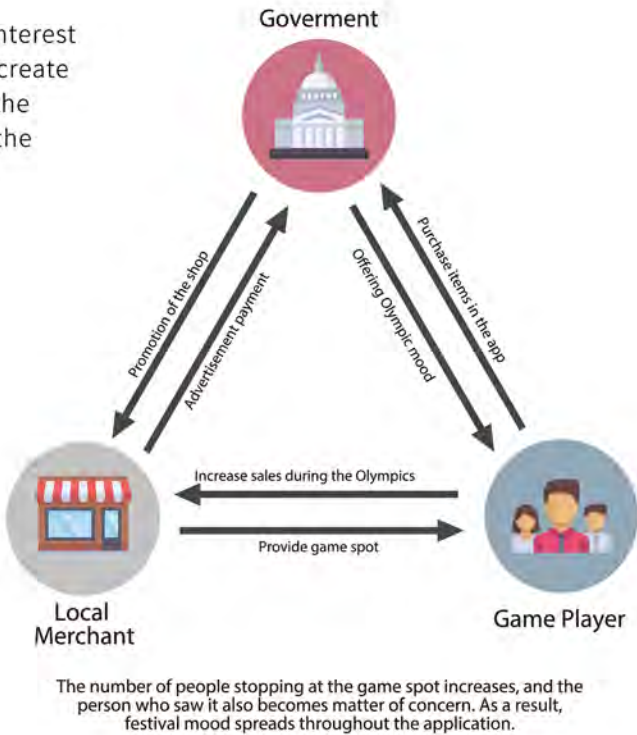 nterest
create
the
the
Goverment
Promotion of the shop
Advertisement payment
Offering Olympic mood
Purchase items in the app
Increase sales during the Olympics
Provide game spot
Local
Merchant
Game Player
The number of people stopping at the game spot increases, and the
person who saw it also becomes matter of concern. As a result,
festival mood spreads throughout the application.